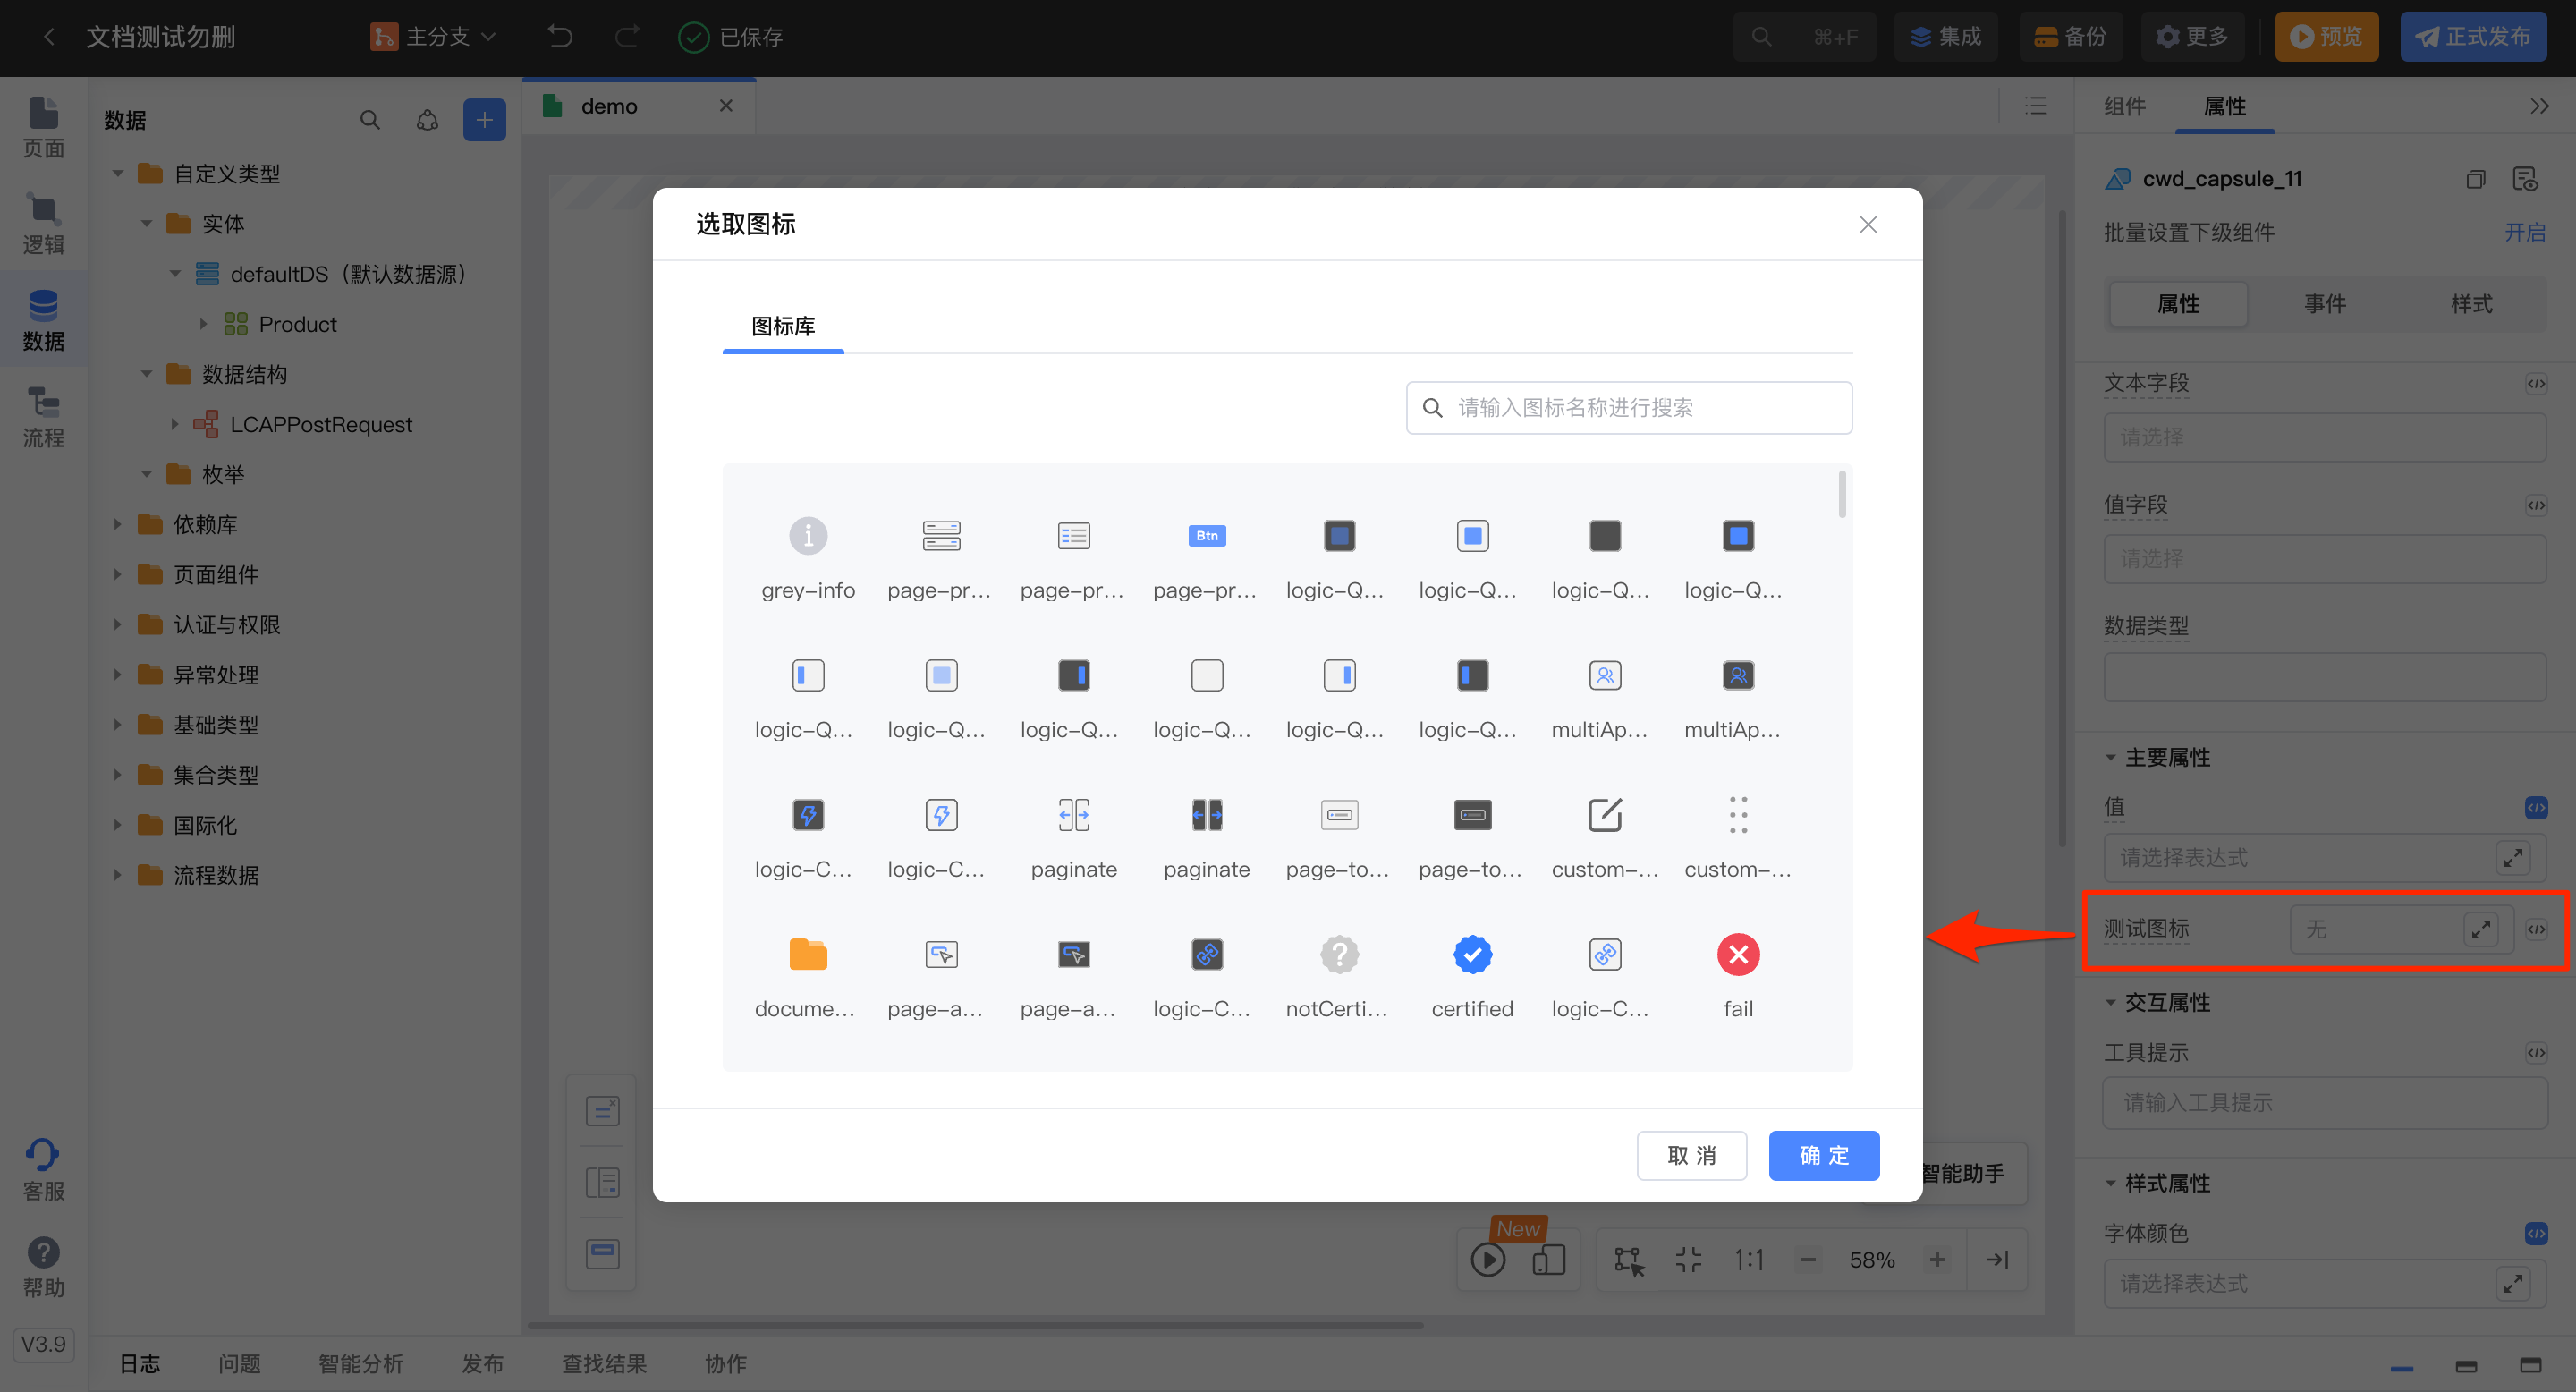 文档测试勿删
主分支
已保存
⌘+F
集成
备份
更多
预览
正式发布
页面
逻辑
数据
流程
客服
帮助
V3.9
数据
自定义类型
实体
defaultDS（默认数据源）
Product
数据结构
LCAPPostRequest
枚举
依赖库
页面组件
认证与权限
异常处理
基础类型
集合类型
国际化
流程数据
demo
选取图标
图标库
请输入图标名称进行搜索
Btn
grey-info
page-pr...
page-pr...
page-pr...
logic-Q...
logic-Q...
logic-Q...
logic-Q...
logic-Q...
logic-Q...
logic-Q...
logic-Q...
logic-Q...
logic-Q...
multiAp...
multiAp...
logic-C...
logic-C...
paginate
paginate
page-to...
page-to...
custom-...
custom-...
docume...
page-a...
page-a...
logic-C...
notCerti...
certified
logic-C...
fail
取 消
确 定
智能助手
New
1:1
58%
组件
属性
cwd_capsule_11
批量设置下级组件
开启
属性
事件
样式
文本字段
请选择
值字段
请选择
数据类型
主要属性
值
请选择表达式
测试图标
无
交互属性
工具提示
请输入工具提示
样式属性
字体颜色
请选择表达式
日志
问题
智能分析
发布
查找结果
协作